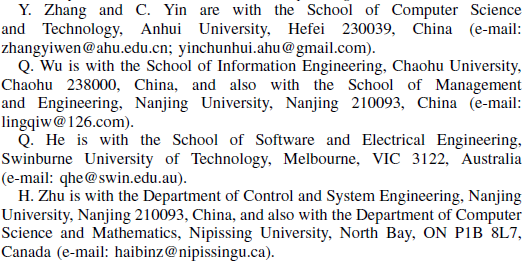 Y. Zhang and C. Yin are with the School of Computer Science
and Technology, Anhui University, Hefei 230039, China (e-mail:
zhangyiwen@ahu.edu.cn; yinchunhui.ahu@gmail.com).
Q. Wu is with the School of Information Engineering, Chaohu University,
Chaohu 238000, China, and also with the School of Management
and Engineering, Nanjing University, Nanjing 210093, China (e-mail:
lingqiw@126.com).
Q. He is with the School of Software and Electrical Engineering,
Swinburne University of Technology, Melbourne, VIC 3122, Australia
(e-mail: qhe@swin.edu.au).
H. Zhu is with the Department of Control and System Engineering, Nanjing
University, Nanjing 210093, China, and also with the Department of Computer
Science and Mathematics, Nipissing University, North Bay, ON P1B 8L7,
Canada (e-mail: haibinz@nipissingu.ca).